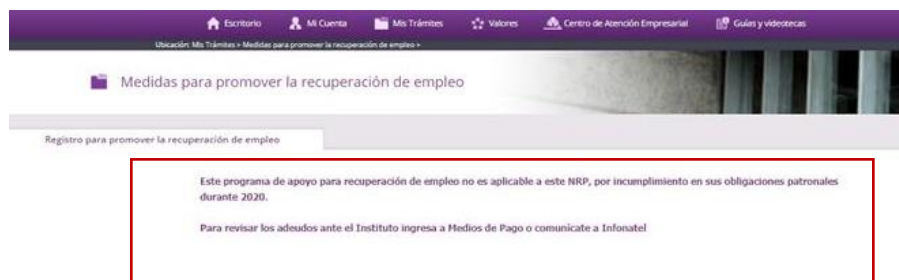 Escritorio Mi Cuenta Mis Trámites Valores Centro de Atención Empresarial Guías y videotecas
Ubicación: Mis Trámites > Medidas para promover la recuperación de empleo >
Medidas para promover la recuperación de empleo
Registro para promover la recuperación de empleo
Este programa de apoyo para recuperación de empleo no es aplicable a este NRP, por incumplimiento en sus obligaciones patronales
durante 2020.
Para revisar los adeudos ante el Instituto ingresa a Medios de Pago o comunícate a Infonatel